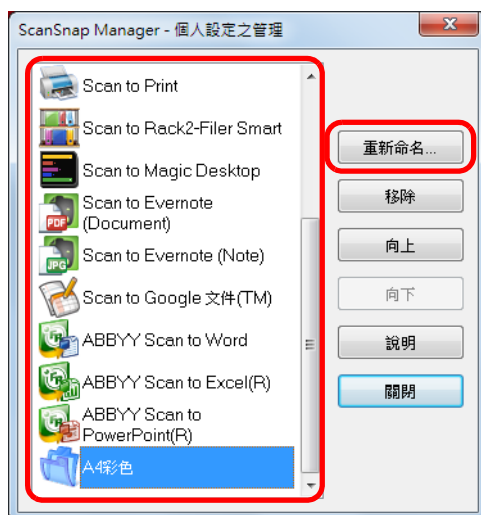 ScanSnap Manager - 個人設定之管理
Scan to Print
Scan to Rack2-Filer Smart
Scan to Magic Desktop
PDF
Scan to Evernote
(Document)
JPG
Scan to Evernote (Note)
Scan to Google 文件(TM)
ABBYY Scan to Word
ABBYY Scan to Excel(R)
ABBYY Scan to
PowerPoint(R)
A4彩色
重新命名...
移除
向上
向下
說明
關閉